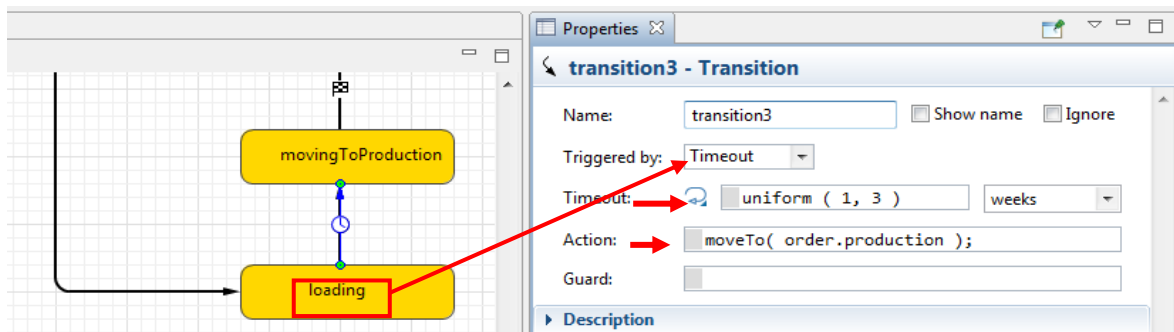 movingToProduction
loading
Properties
transition3 - Transition
Name: transition3 Show name Ignore
Triggered by: Timeout
Timeout: uniform ( 1, 3 ) weeks
Action: moveTo( order.production );
Guard:
Description